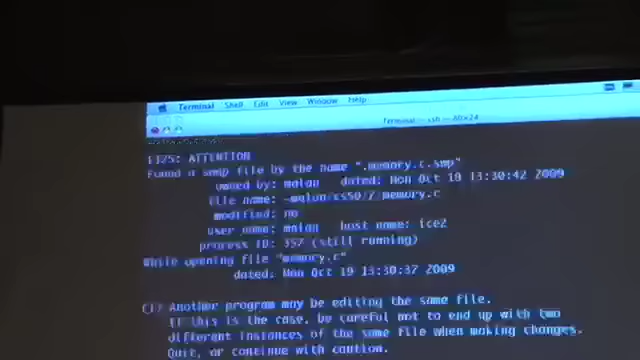 Terminal Shell Edit View Window Help
Terminal — ssh — 80×24
E325: ATTENTION
Found a swap file by the name ".memory.c.swp"
owned by: malan dated: Mon Oct 19 13:30:42 2009
file name: ~malan/cs50/7/memory.c
modified: no
user name: malan host name: ice2
process ID: 357 (still running)
While opening file "memory.c"
dated: Mon Oct 19 13:30:37 2009
(1) Another program may be editing the same file.
If this is the case, be careful not to end up with two
different instances of the same file when making changes.
Quit, or continue with caution.